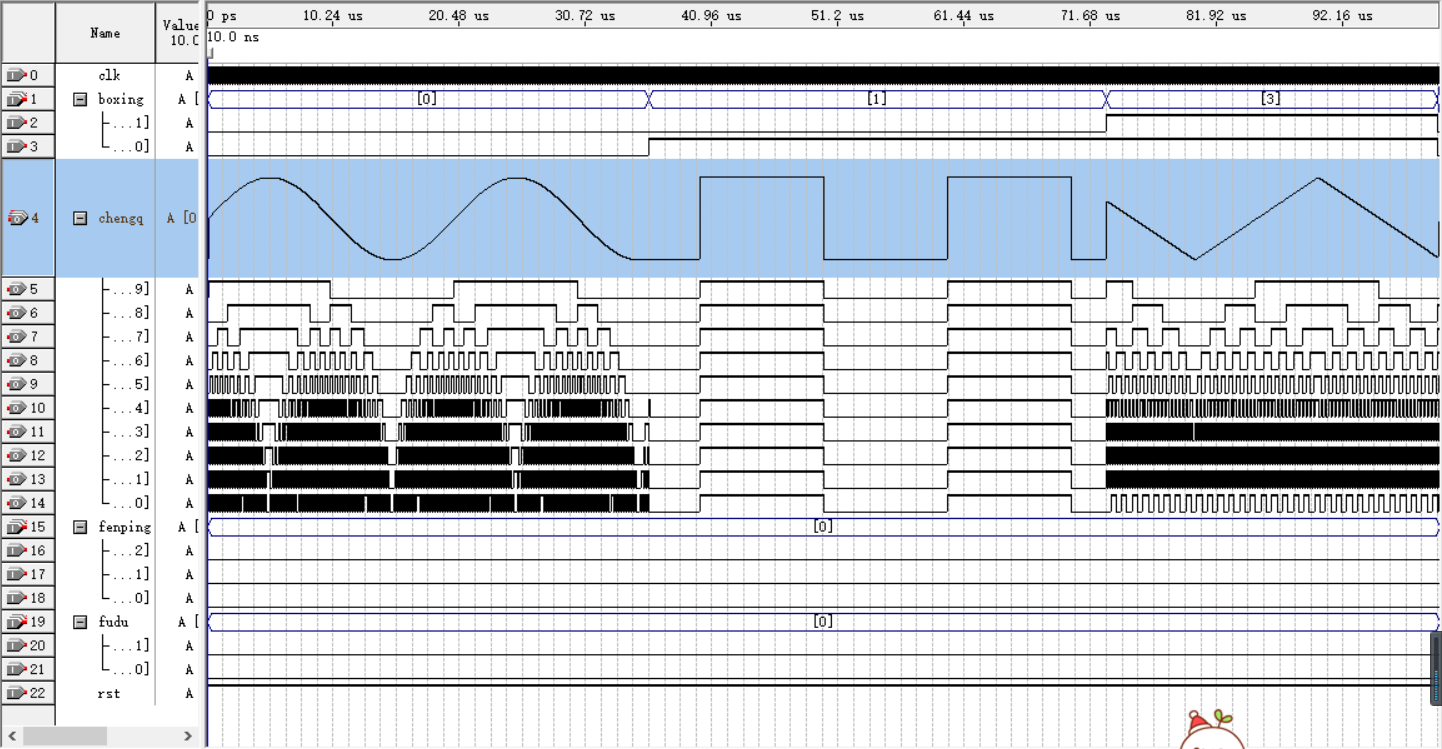 0 ps 10.24 us 20.48 us 30.72 us 40.96 us 51.2 us 61.44 us 71.68 us 81.92 us 92.16 us
Name Value
10.0 ns
0 clk A
1 boxing A [ [0] [1] [3]
2 ...1] A
3 ...0] A
4 chengq A [0
5 ...9] A
6 ...8] A
7 ...7] A
8 ...6] A
9 ...5] A
10 ...4] A
11 ...3] A
12 ...2] A
13 ...1] A
14 ...0] A
15 fenping A [ [0]
16 ...2] A
17 ...1] A
18 ...0] A
19 fudu A [ [0]
20 ...1] A
21 ...0] A
22 rst A